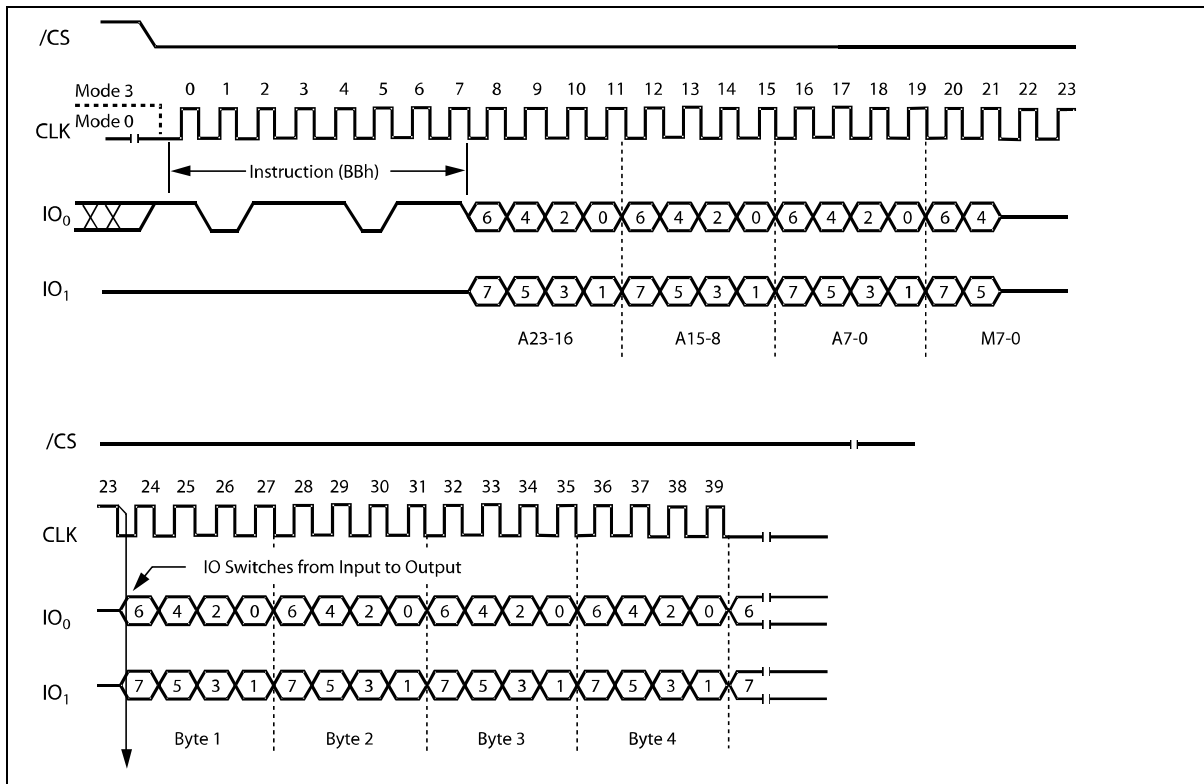 /CS
Mode 3
0 1 2 3 4 5 6 7 8 9 10 11 12 13 14 15 16 17 18 19 20 21 22 23
Mode 0
CLK
Instruction (BBh)
IO0 6 4 2 0 6 4 2 0 6 4 2 0 6 4
IO1 7 5 3 1 7 5 3 1 7 5 3 1 7 5
A23-16 A15-8 A7-0 M7-0
/CS
23 24 25 26 27 28 29 30 31 32 33 34 35 36 37 38 39
CLK
IO Switches from Input to Output
IO0 6 4 2 0 6 4 2 0 6 4 2 0 6 4 2 0 6
IO1 7 5 3 1 7 5 3 1 7 5 3 1 7 5 3 1 7
Byte 1 Byte 2 Byte 3 Byte 4